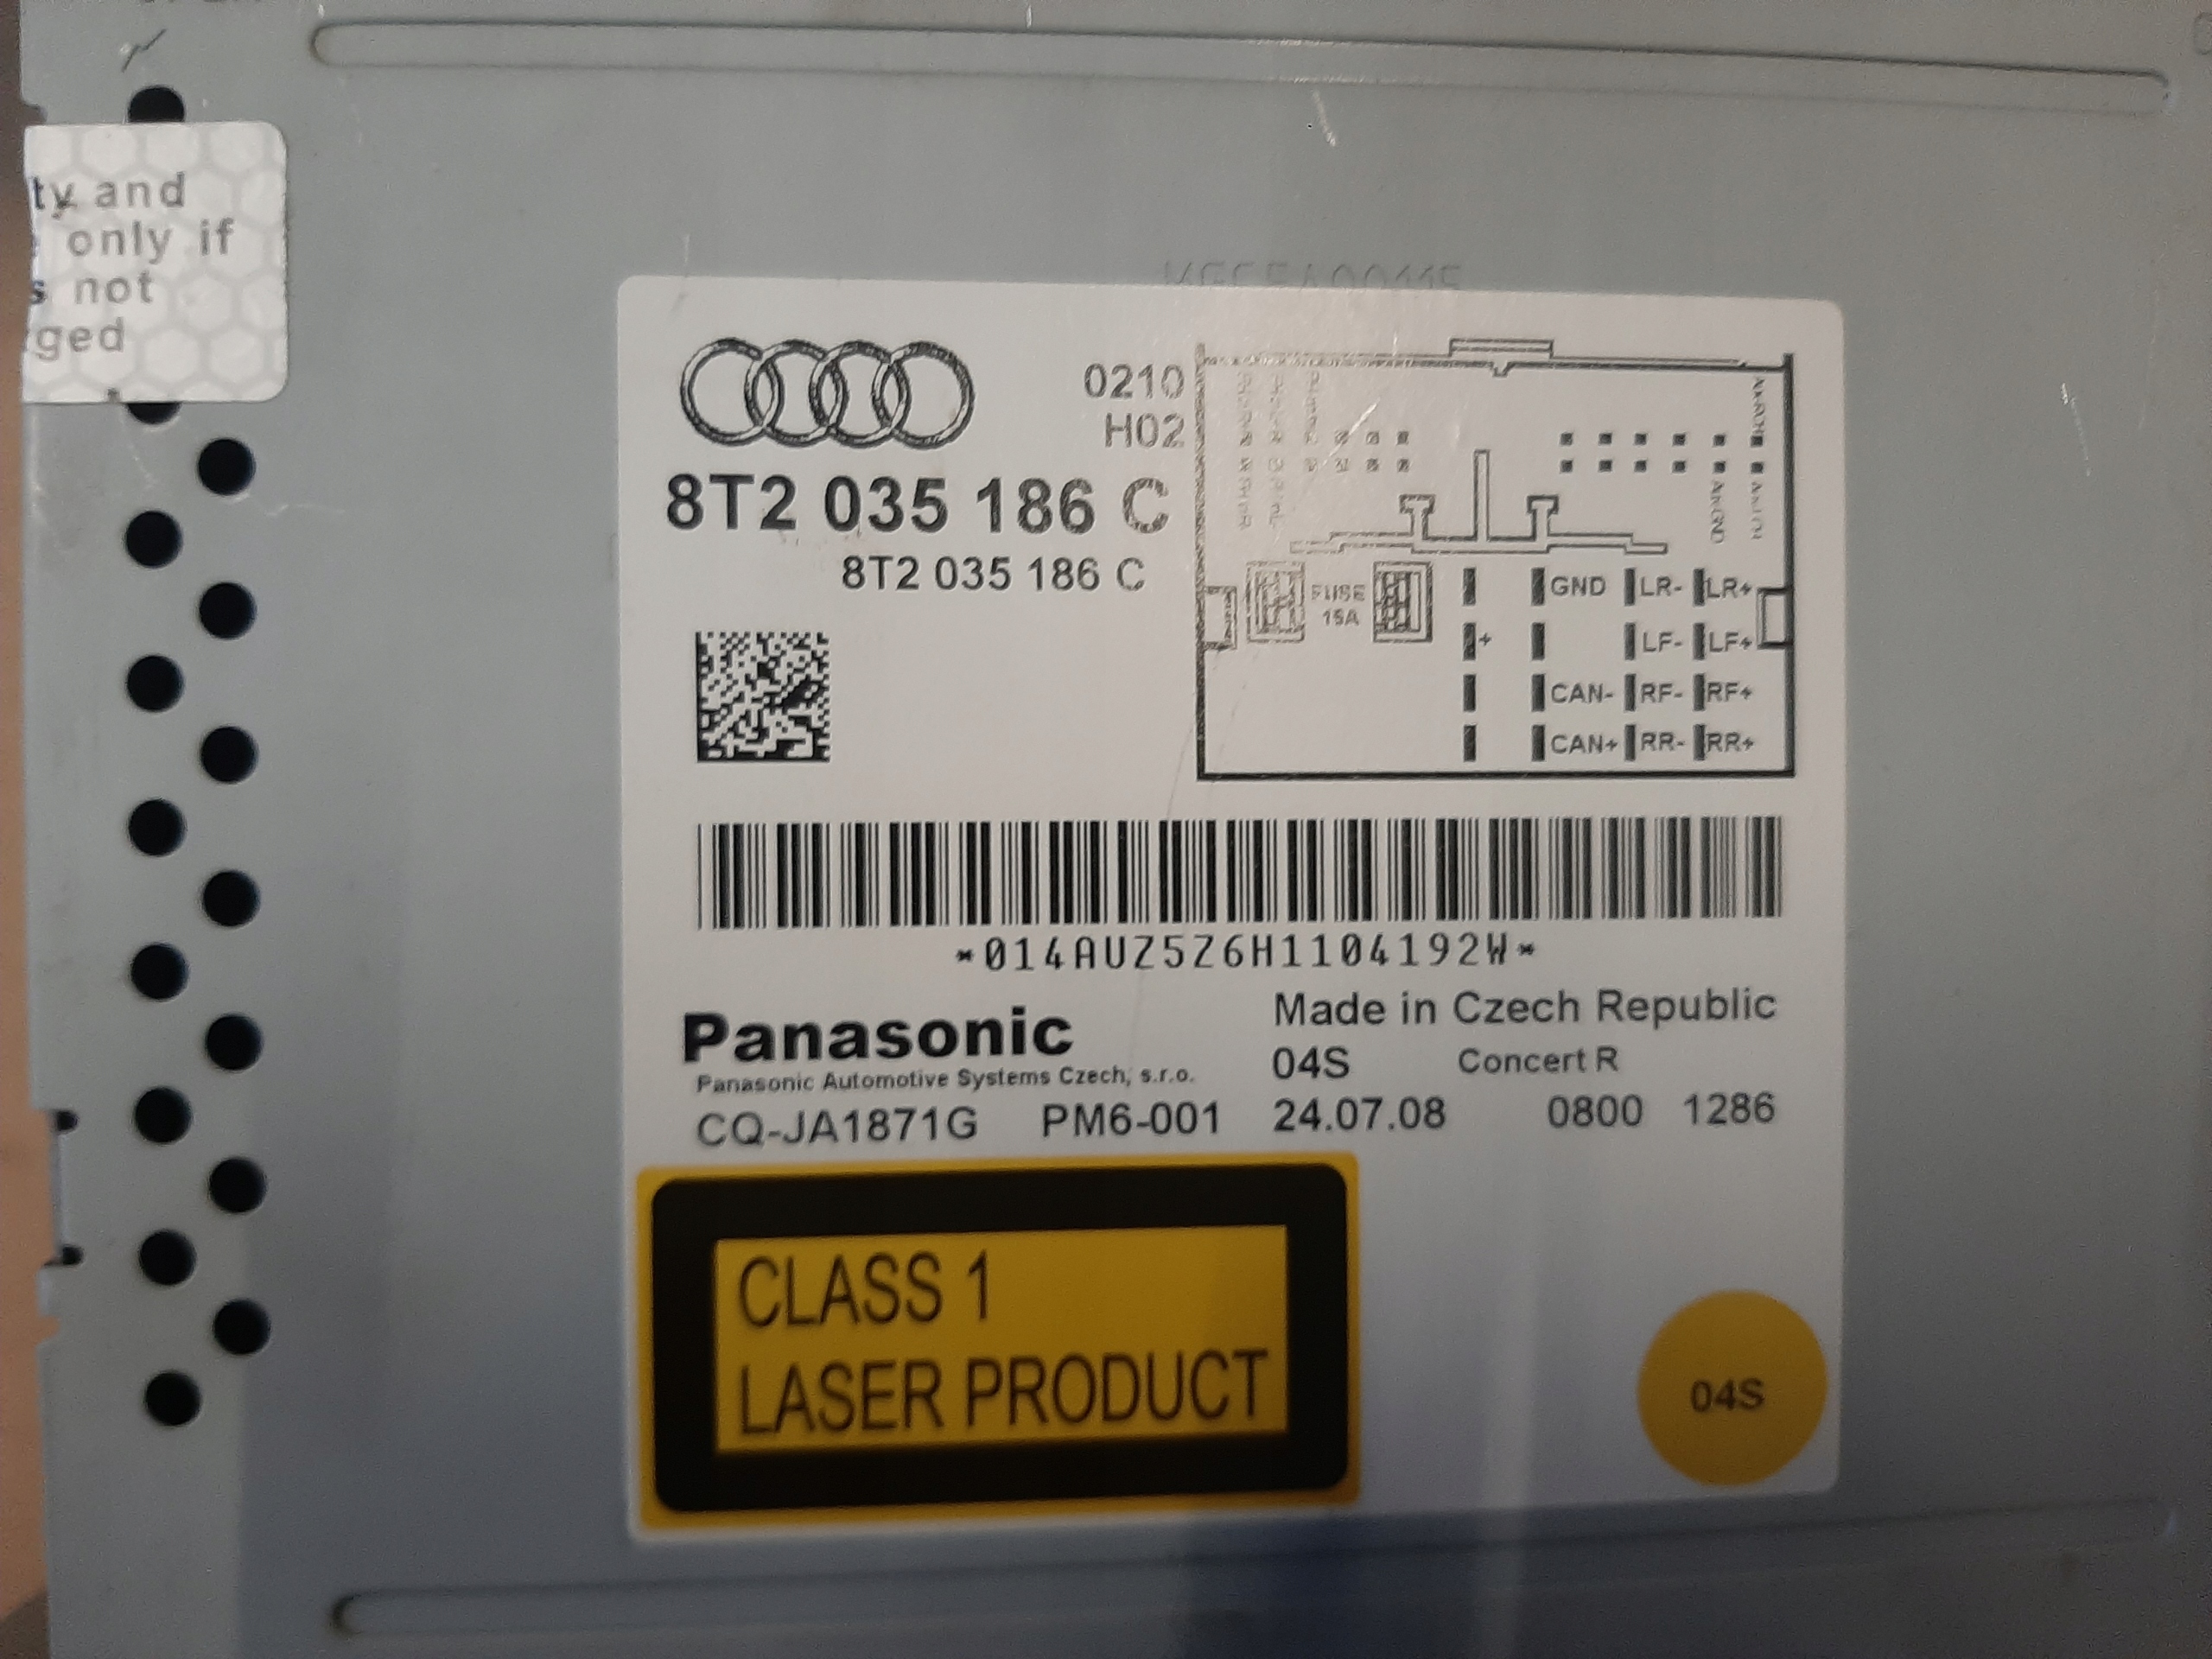 ty and
only if
s not
ged
0210
H02
8T2 035 186 C
8T2 035 186 C
FUSE
15A
GND LR- LR+
+ LF- LF+
CAN- RF- RF+
CAN+ RR- RR+
*014AUZ5Z6H1104192W*
Panasonic
Panasonic Automotive Systems Czech, s.r.o.
CQ-JA1871G PM6-001
Made in Czech Republic
04S Concert R
24.07.08 0800 1286
CLASS 1
LASER PRODUCT
04S